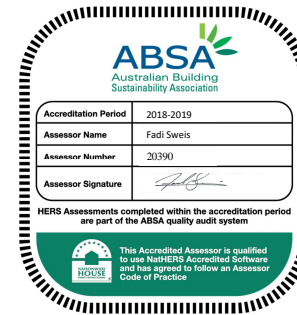 ABSA
Australian Building
Sustainability Association
Accreditation Period 2018-2019
Assessor Name Fadi Sweis
Assessor Number 20390
Assessor Signature
HERS Assessments completed within the accreditation period
are part of the ABSA quality audit system
NATIONWIDE
HOUSE
This Accredited Assessor is qualified
to use NatHERS Accredited Software
and has agreed to follow an Assessor
Code of Practice